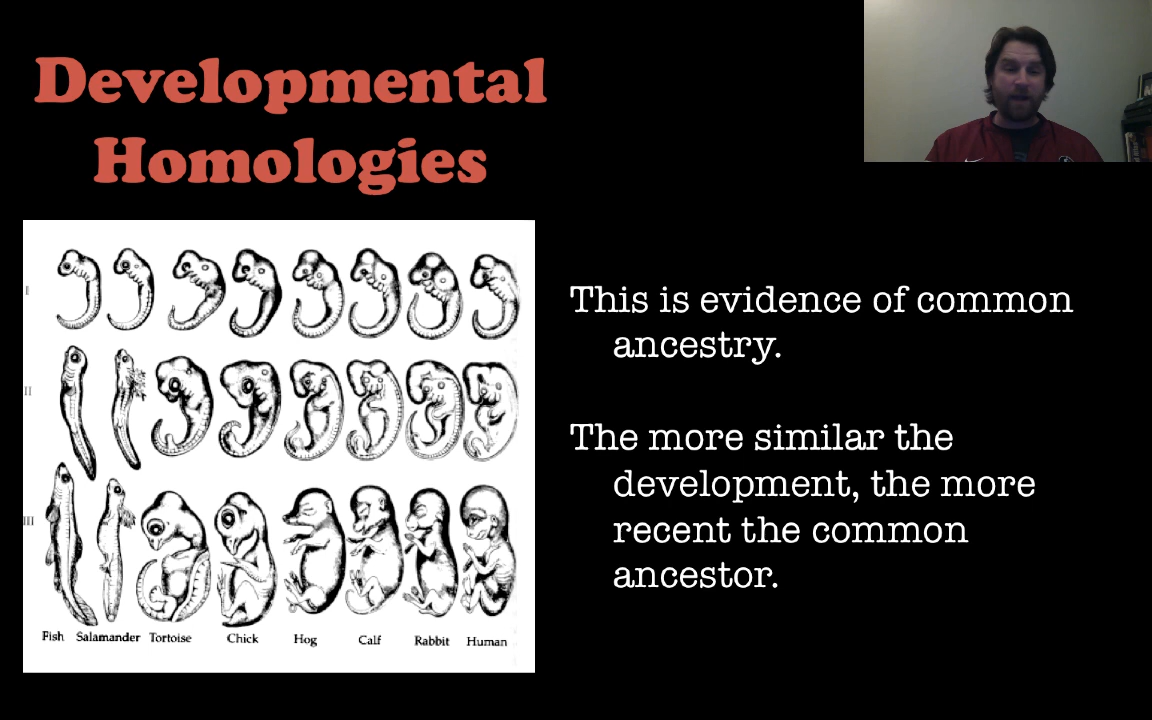 Developmental
Homologies
This is evidence of common
ancestry.
The more similar the
development, the more
recent the common
ancestor.
I
II
III
Fish Salamander Tortoise Chick Hog Calf Rabbit Human